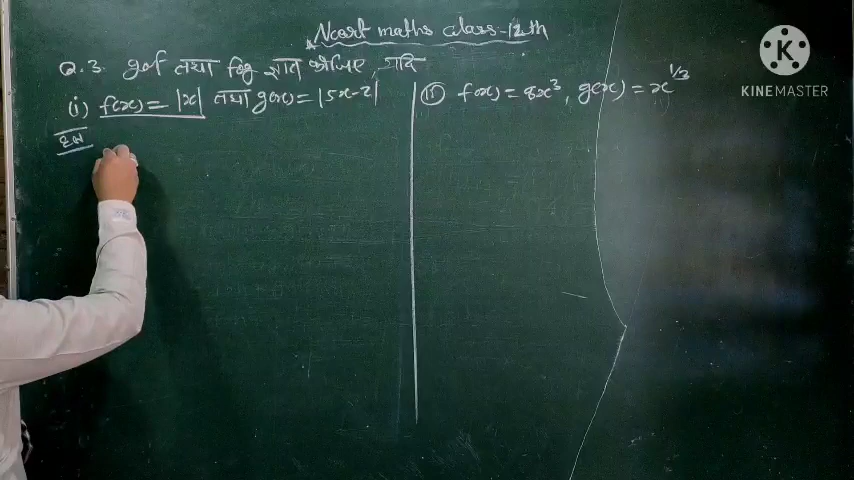 Ncert maths class-12th
Q.3. gof तथा fog ज्ञात कीजिए, यदि
(i) f(x) = |x| तथा g(x) = |5x-2|
(ii) f(x) = 8x³, g(x) = x^1/3
हल
KINEMASTER